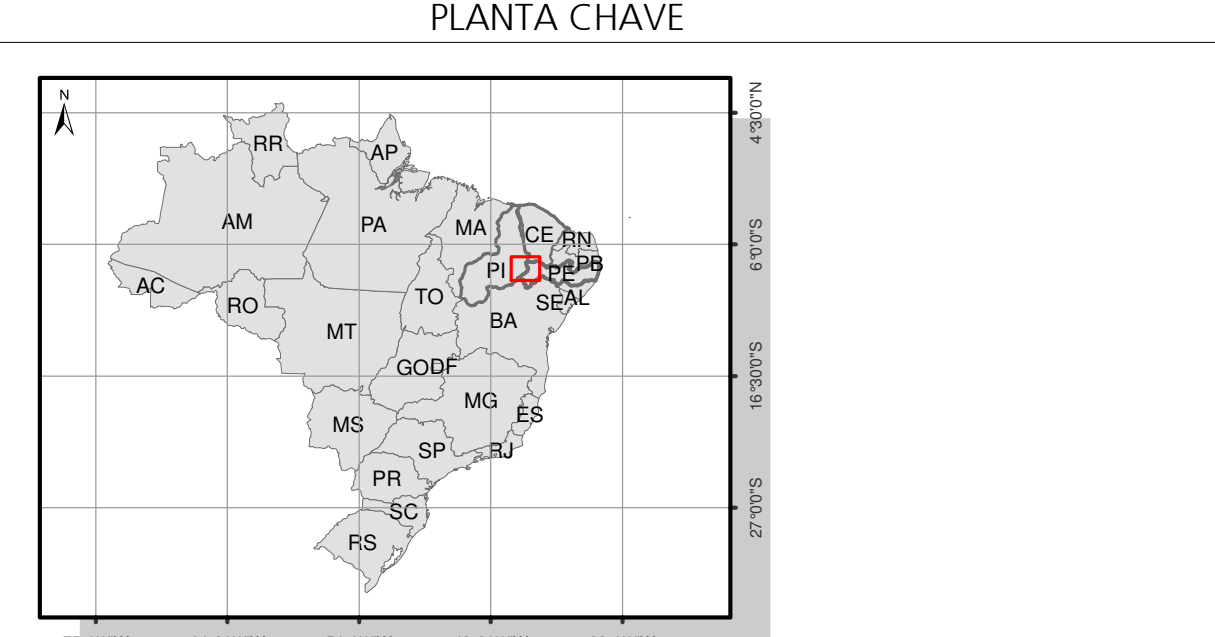 PLANTA CHAVE
N
4°30'0"N
RR
AP
AM
PA
MA
CE
RN
6°0'0"S
PI
PE
PB
AC
RO
TO
SE
AL
MT
BA
GO
DF
16°30'0"S
MS
MG
ES
SP
RJ
PR
SC
27°0'0"S
RS